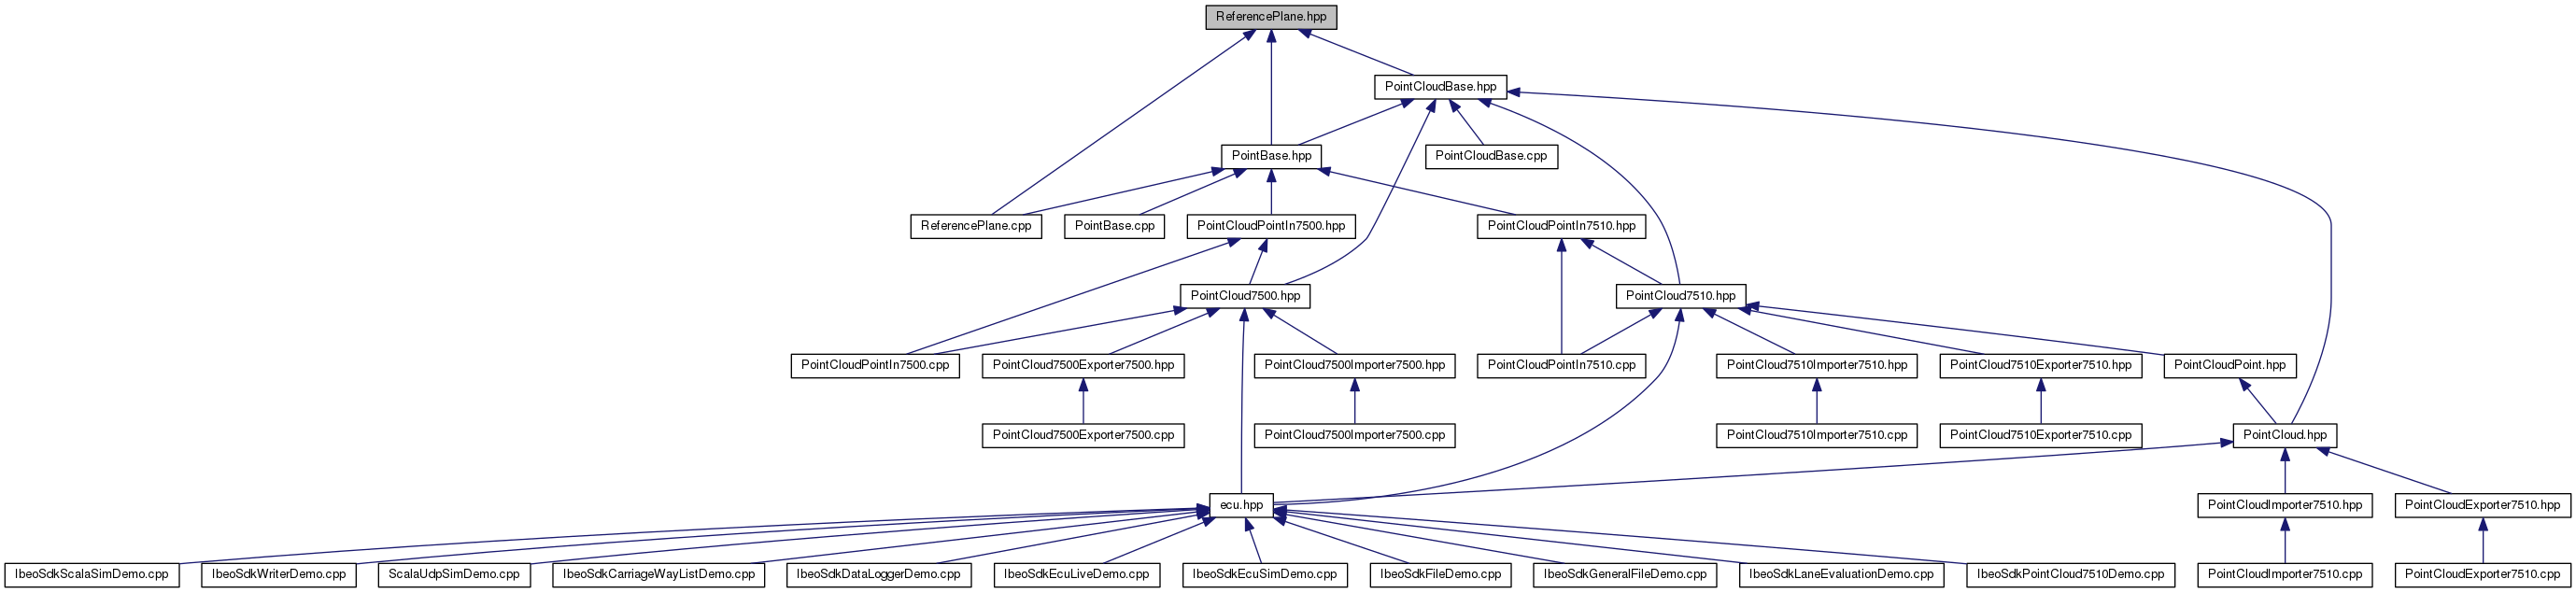 ReferencePlane.hpp
PointCloudBase.hpp
PointBase.hpp
PointCloudBase.cpp
ReferencePlane.cpp
PointBase.cpp
PointCloudPointIn7500.hpp
PointCloudPointIn7510.hpp
PointCloud7500.hpp
PointCloud7510.hpp
PointCloudPointIn7500.cpp
PointCloud7500Exporter7500.hpp
PointCloud7500Importer7500.hpp
PointCloudPointIn7510.cpp
PointCloud7510Importer7510.hpp
PointCloud7510Exporter7510.hpp
PointCloudPoint.hpp
PointCloud7500Exporter7500.cpp
PointCloud7500Importer7500.cpp
PointCloud7510Importer7510.cpp
PointCloud7510Exporter7510.cpp
PointCloud.hpp
ecu.hpp
PointCloudImporter7510.hpp
PointCloudExporter7510.hpp
IbeoSdkScalaSimDemo.cpp
IbeoSdkWriterDemo.cpp
ScalaUdpSimDemo.cpp
IbeoSdkCarriageWayListDemo.cpp
IbeoSdkDataLoggerDemo.cpp
IbeoSdkEcuLiveDemo.cpp
IbeoSdkEcuSimDemo.cpp
IbeoSdkFileDemo.cpp
IbeoSdkGeneralFileDemo.cpp
IbeoSdkLaneEvaluationDemo.cpp
IbeoSdkPointCloud7510Demo.cpp
PointCloudImporter7510.cpp
PointCloudExporter7510.cpp